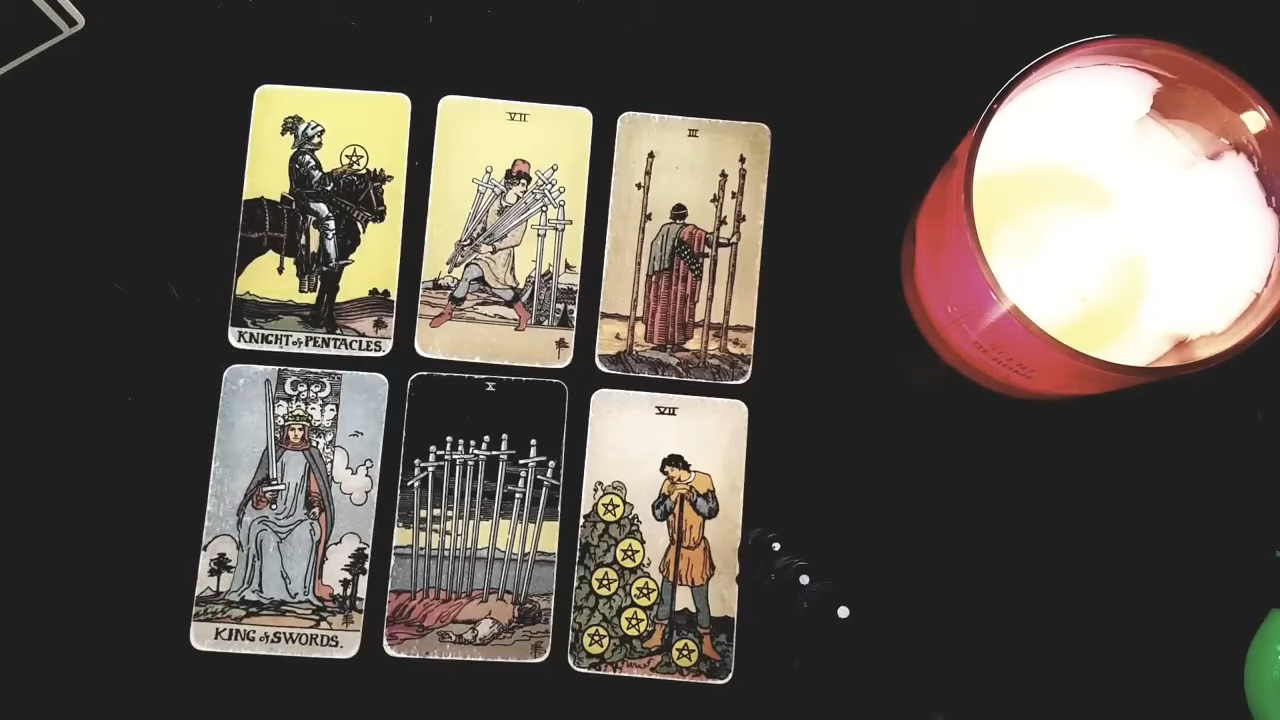 VII
III
KNIGHT of PENTACLES.
X
VII
KING of SWORDS.